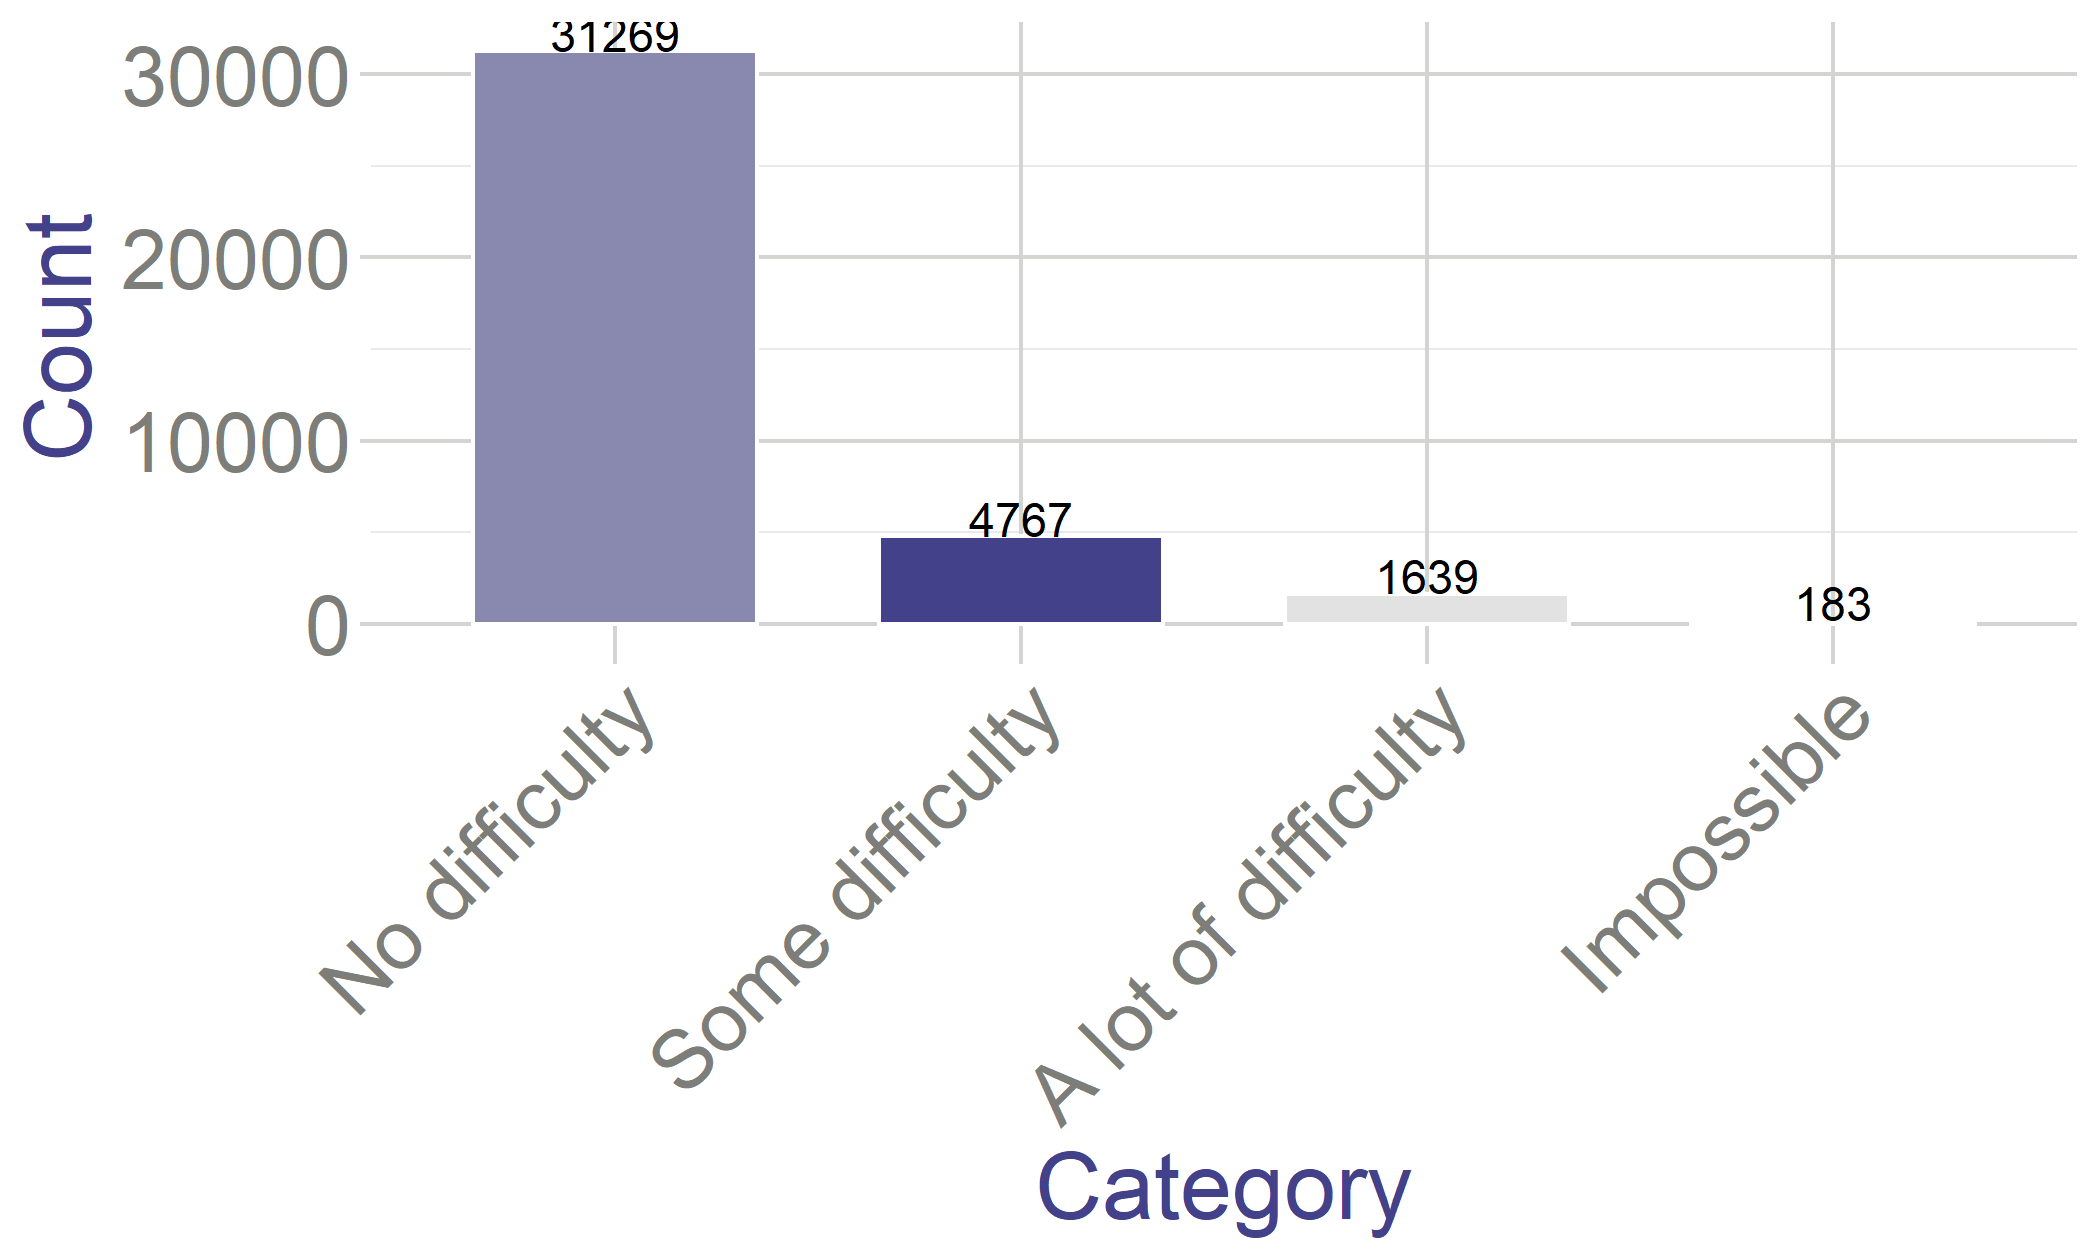 31269
30000
20000
10000
0
Count
4767
1639
183
No difficulty
Some difficulty
A lot of difficulty
Impossible
Category